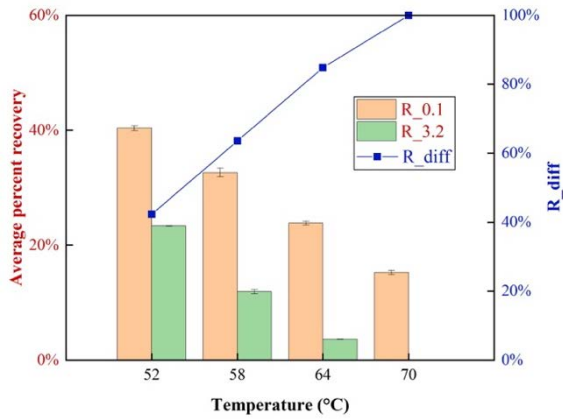 60%
40%
20%
0%
Average percent recovery
100%
80%
60%
40%
20%
0%
R_diff
R_0.1
R_3.2
R_diff
52 58 64 70
Temperature (°C)